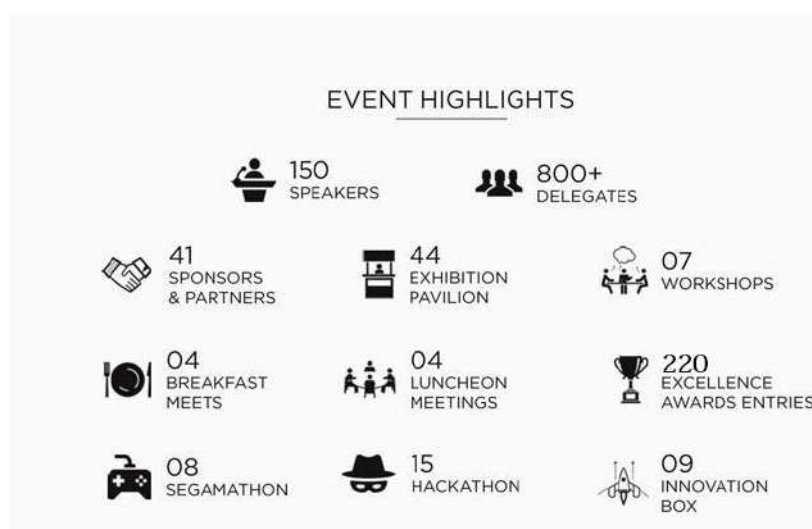 EVENT HIGHLIGHTS
150
SPEAKERS
800+
DELEGATES
41
SPONSORS
& PARTNERS
44
EXHIBITION
PAVILION
07
WORKSHOPS
04
BREAKFAST
MEETS
04
LUNCHEON
MEETINGS
220
EXCELLENCE
AWARDS ENTRIES
08
SEGAMATHON
15
HACKATHON
09
INNOVATION
BOX